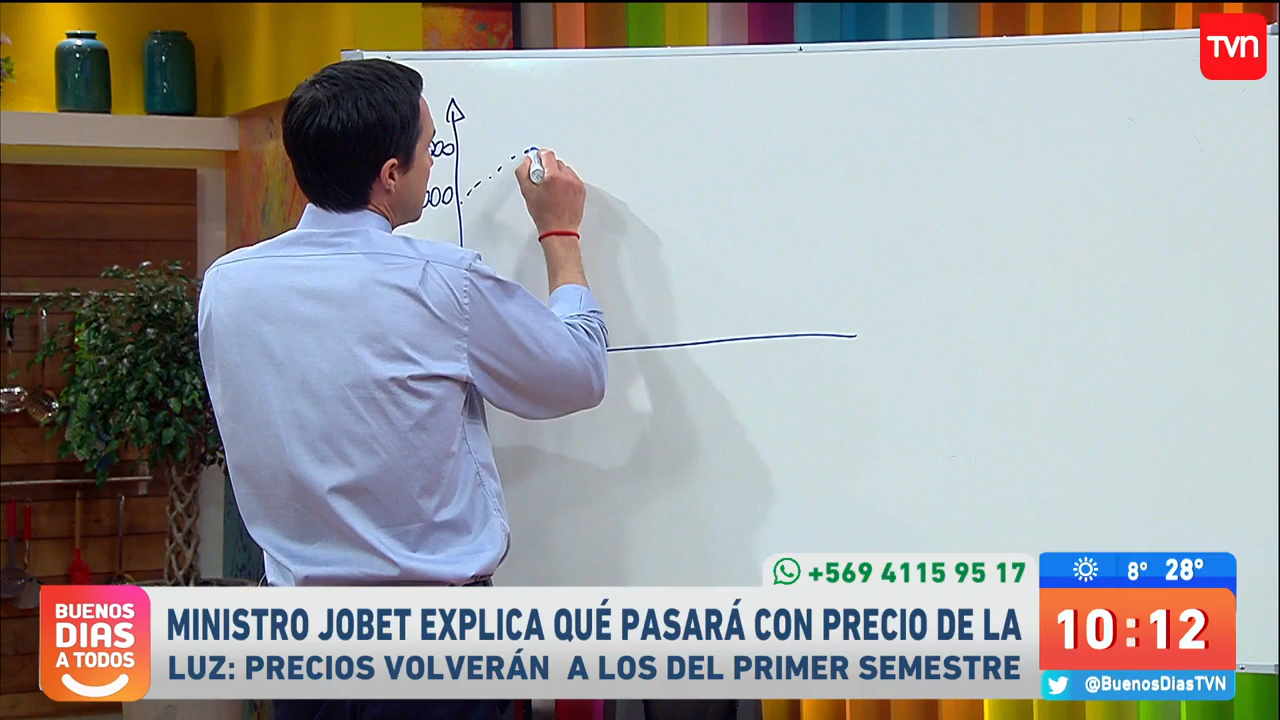 TVN
+569 4115 95 17
8° 28°
BUENOS
DIAS
A TODOS
MINISTRO JOBET EXPLICA QUÉ PASARÁ CON PRECIO DE LA
LUZ: PRECIOS VOLVERÁN A LOS DEL PRIMER SEMESTRE
10:12
@BuenosDiasTVN